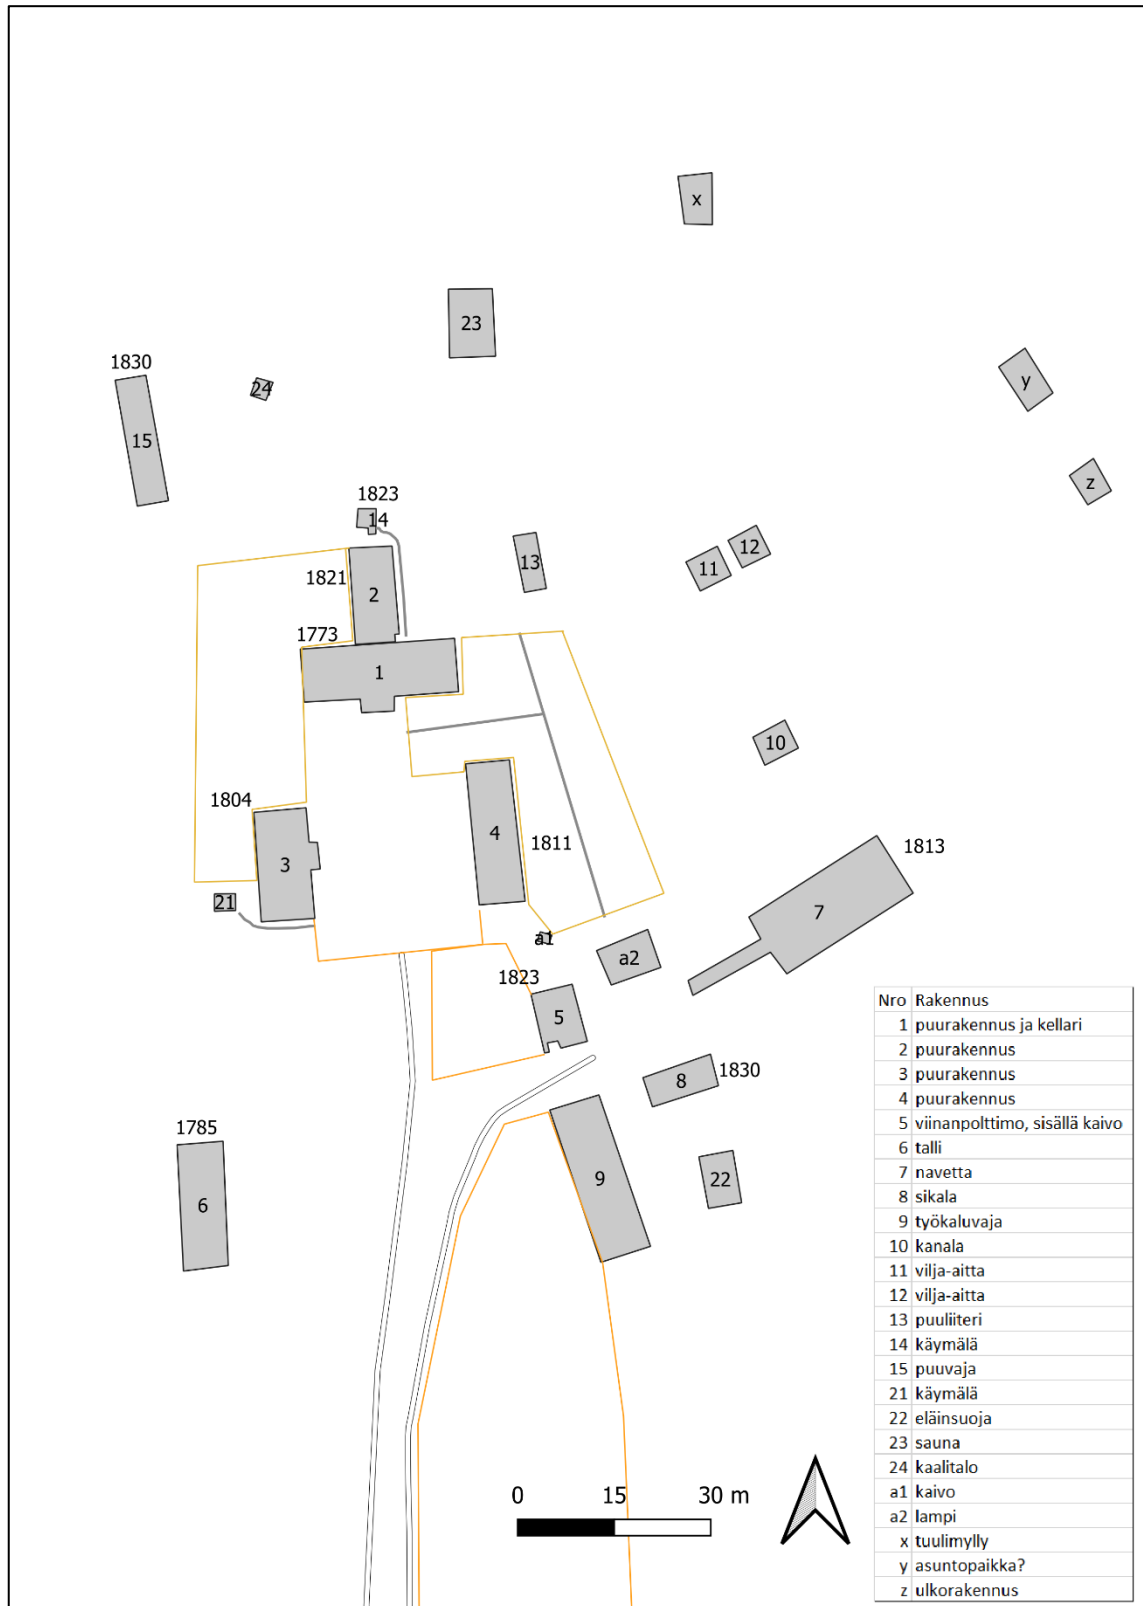 x
23
1830
24
y
15
z
1823
14
12
13
11
1821
2
1773
1
10
1804
4
1811
1813
3
21
7
a1
a2
1823
5
8
1830
1785
9
22
6
0 15 30 m
Nro Rakennus
1 puurakennus ja kellari
2 puurakennus
3 puurakennus
4 puurakennus
5 viinanpolttimo, sisällä kaivo
6 talli
7 navetta
8 sikala
9 työkaluvaja
10 kanala
11 vilja-aitta
12 vilja-aitta
13 puuliiteri
14 käymälä
15 puuvaja
21 käymälä
22 eläinsuoja
23 sauna
24 kaalitalo
a1 kaivo
a2 lampi
x tuulimylly
y asuntopaikka?
z ulkorakennus